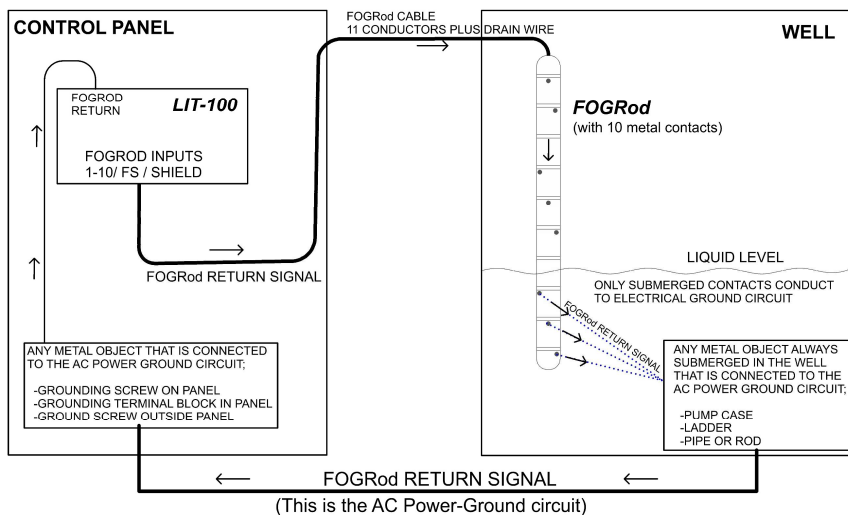 CONTROL PANEL
FOGROD
RETURN
LIT-100
FOGROD INPUTS
1-10/ FS / SHIELD
FOGRod RETURN SIGNAL
ANY METAL OBJECT THAT IS CONNECTED
TO THE AC POWER GROUND CIRCUIT;
-GROUNDING SCREW ON PANEL
-GROUNDING TERMINAL BLOCK IN PANEL
-GROUND SCREW OUTSIDE PANEL
FOGRod CABLE
11 CONDUCTORS PLUS DRAIN WIRE
WELL
FOGRod
(with 10 metal contacts)
LIQUID LEVEL
ONLY SUBMERGED CONTACTS CONDUCT
TO ELECTRICAL GROUND CIRCUIT
FOGRod RETURN SIGNAL
ANY METAL OBJECT ALWAYS
SUBMERGED IN THE WELL
THAT IS CONNECTED TO THE
AC POWER GROUND CIRCUIT;
-PUMP CASE
-LADDER
-PIPE OR ROD
FOGRod RETURN SIGNAL
(This is the AC Power-Ground circuit)